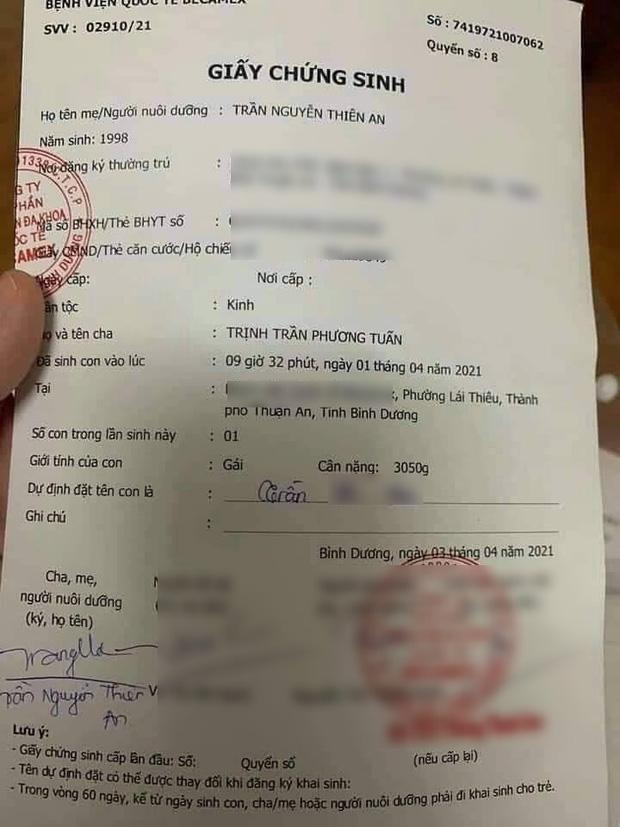 BỆNH VIỆN QUỐC TẾ BECAMEX
SVV : 02910/21
Số : 7419721007062
Quyển số : 8
GIẤY CHỨNG SINH
Họ tên mẹ/Người nuôi dưỡng : TRẦN NGUYỄN THIÊN AN
Năm sinh: 1998
Nơi đăng ký thường trú :
Mã số BHXH/Thẻ BHYT số :
Giấy CMND/Thẻ căn cước/Hộ chiếu
Ngày cấp: Nơi cấp :
Dân tộc : Kinh
Họ và tên cha : TRỊNH TRẦN PHƯƠNG TUẤN
Đã sinh con vào lúc : 09 giờ 32 phút, ngày 01 tháng 04 năm 2021
Tại : , Phường Lái Thiêu, Thành
phố Thuận An, Tỉnh Bình Dương
Số con trong lần sinh này : 01
Giới tính của con : Gái Cân nặng: 3050g
Dự định đặt tên con là : Trần
Ghi chú :
Bình Dương, ngày 03 tháng 04 năm 2021
Cha, mẹ,
người nuôi dưỡng
(ký, họ tên)
Trần Nguyễn Thiên
An
Lưu ý:
- Giấy chứng sinh cấp lần đầu: Số: Quyển số (nếu cấp lại)
- Tên dự định đặt có thể được thay đổi khi đăng ký khai sinh:
- Trong vòng 60 ngày, kể từ ngày sinh con, cha/mẹ hoặc người nuôi dưỡng phải đi khai sinh cho trẻ.